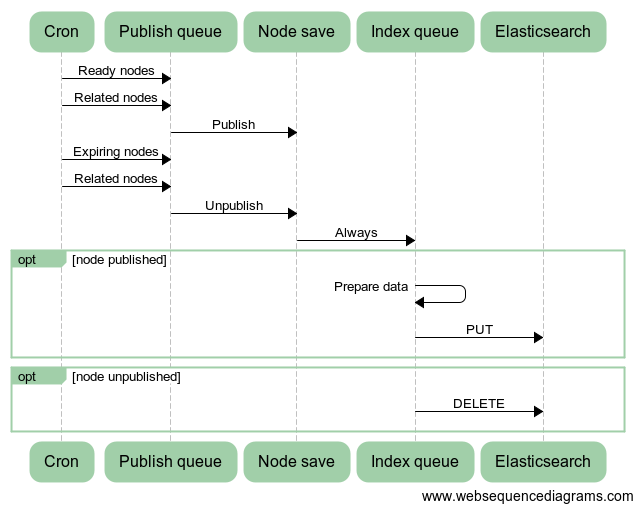 Cron Publish queue Node save Index queue Elasticsearch
Ready nodes
Related nodes
Publish
Expiring nodes
Related nodes
Unpublish
Always
opt [node published]
Prepare data
PUT
opt [node unpublished]
DELETE
Cron Publish queue Node save Index queue Elasticsearch
www.websequencediagrams.com